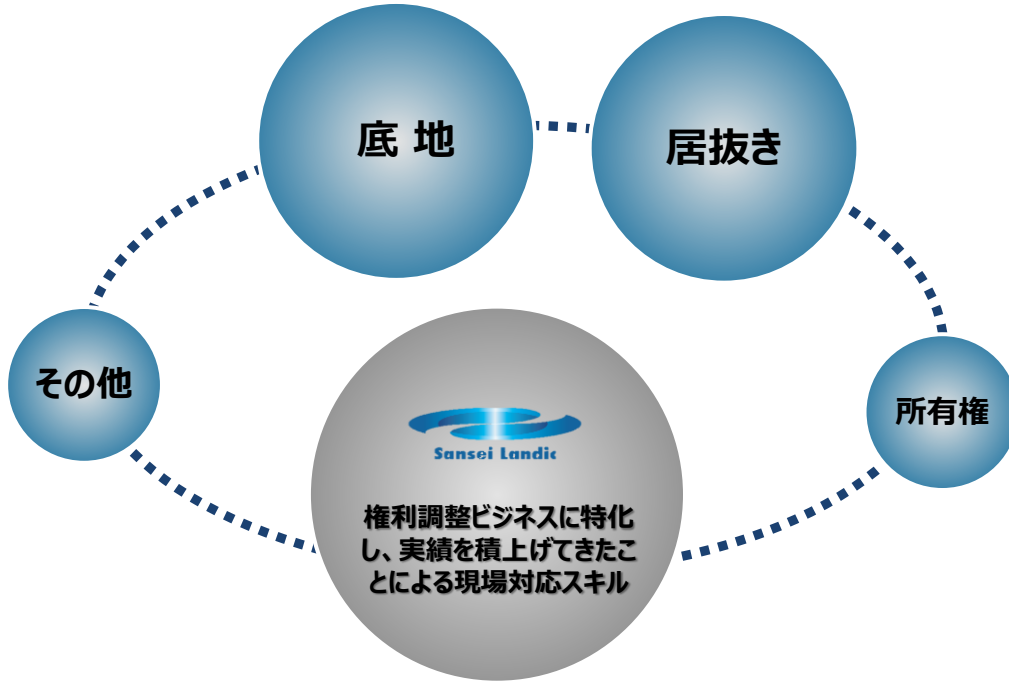 底 地
居抜き
その他
所有権
Sansei Landic
権利調整ビジネスに特化
し、実績を積上げてきたこ
とによる現場対応スキル